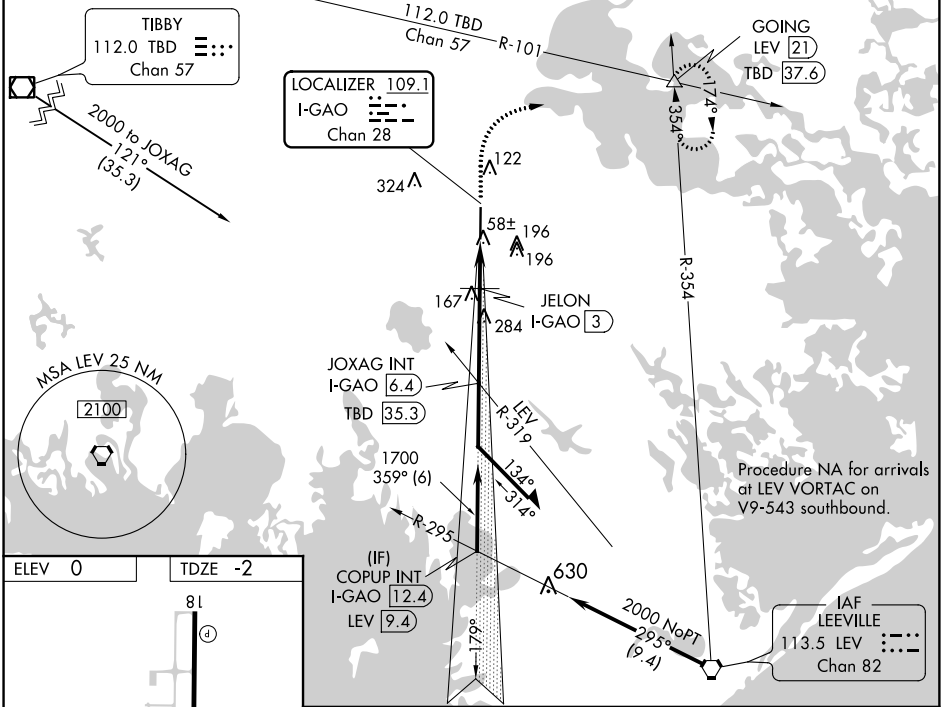 TIBBY
112.0 TBD
Chan 57
2000 to JOXAG
121°
(35.3)
112.0 TBD
Chan 57
R-101
GOING
LEV 21
TBD 37.6
LOCALIZER 109.1
I-GAO
Chan 28
174°
354°
122
324
58± 196
196
R-354
167
JELON
I-GAO 3
284
JOXAG INT
I-GAO 6.4
TBD 35.3
LEV
R-319
MSA LEV 25 NM
2100
1700
359° (6)
134°
314°
Procedure NA for arrivals
at LEV VORTAC on
V9-543 southbound.
R-295
(IF)
COPUP INT
I-GAO 12.4
LEV 9.4
630
2000 NoPT
295°
(9.4)
IAF
LEEVILLE
113.5 LEV
Chan 82
179°
ELEV 0
TDZE -2
18
P